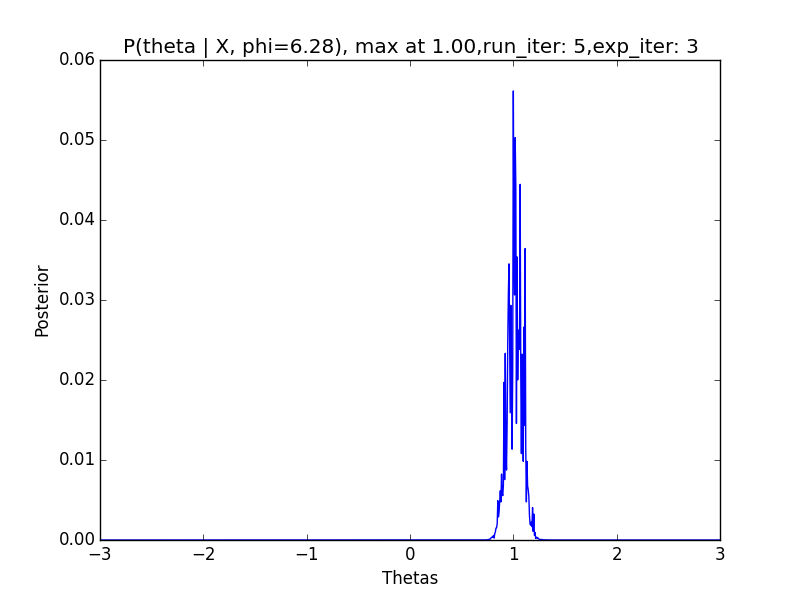 P(theta | X, phi=6.28), max at 1.00,run_iter: 5,exp_iter: 3
0.06
0.05
0.04
0.03
0.02
0.01
0.00
Posterior
−3 −2 −1 0 1 2 3
Thetas